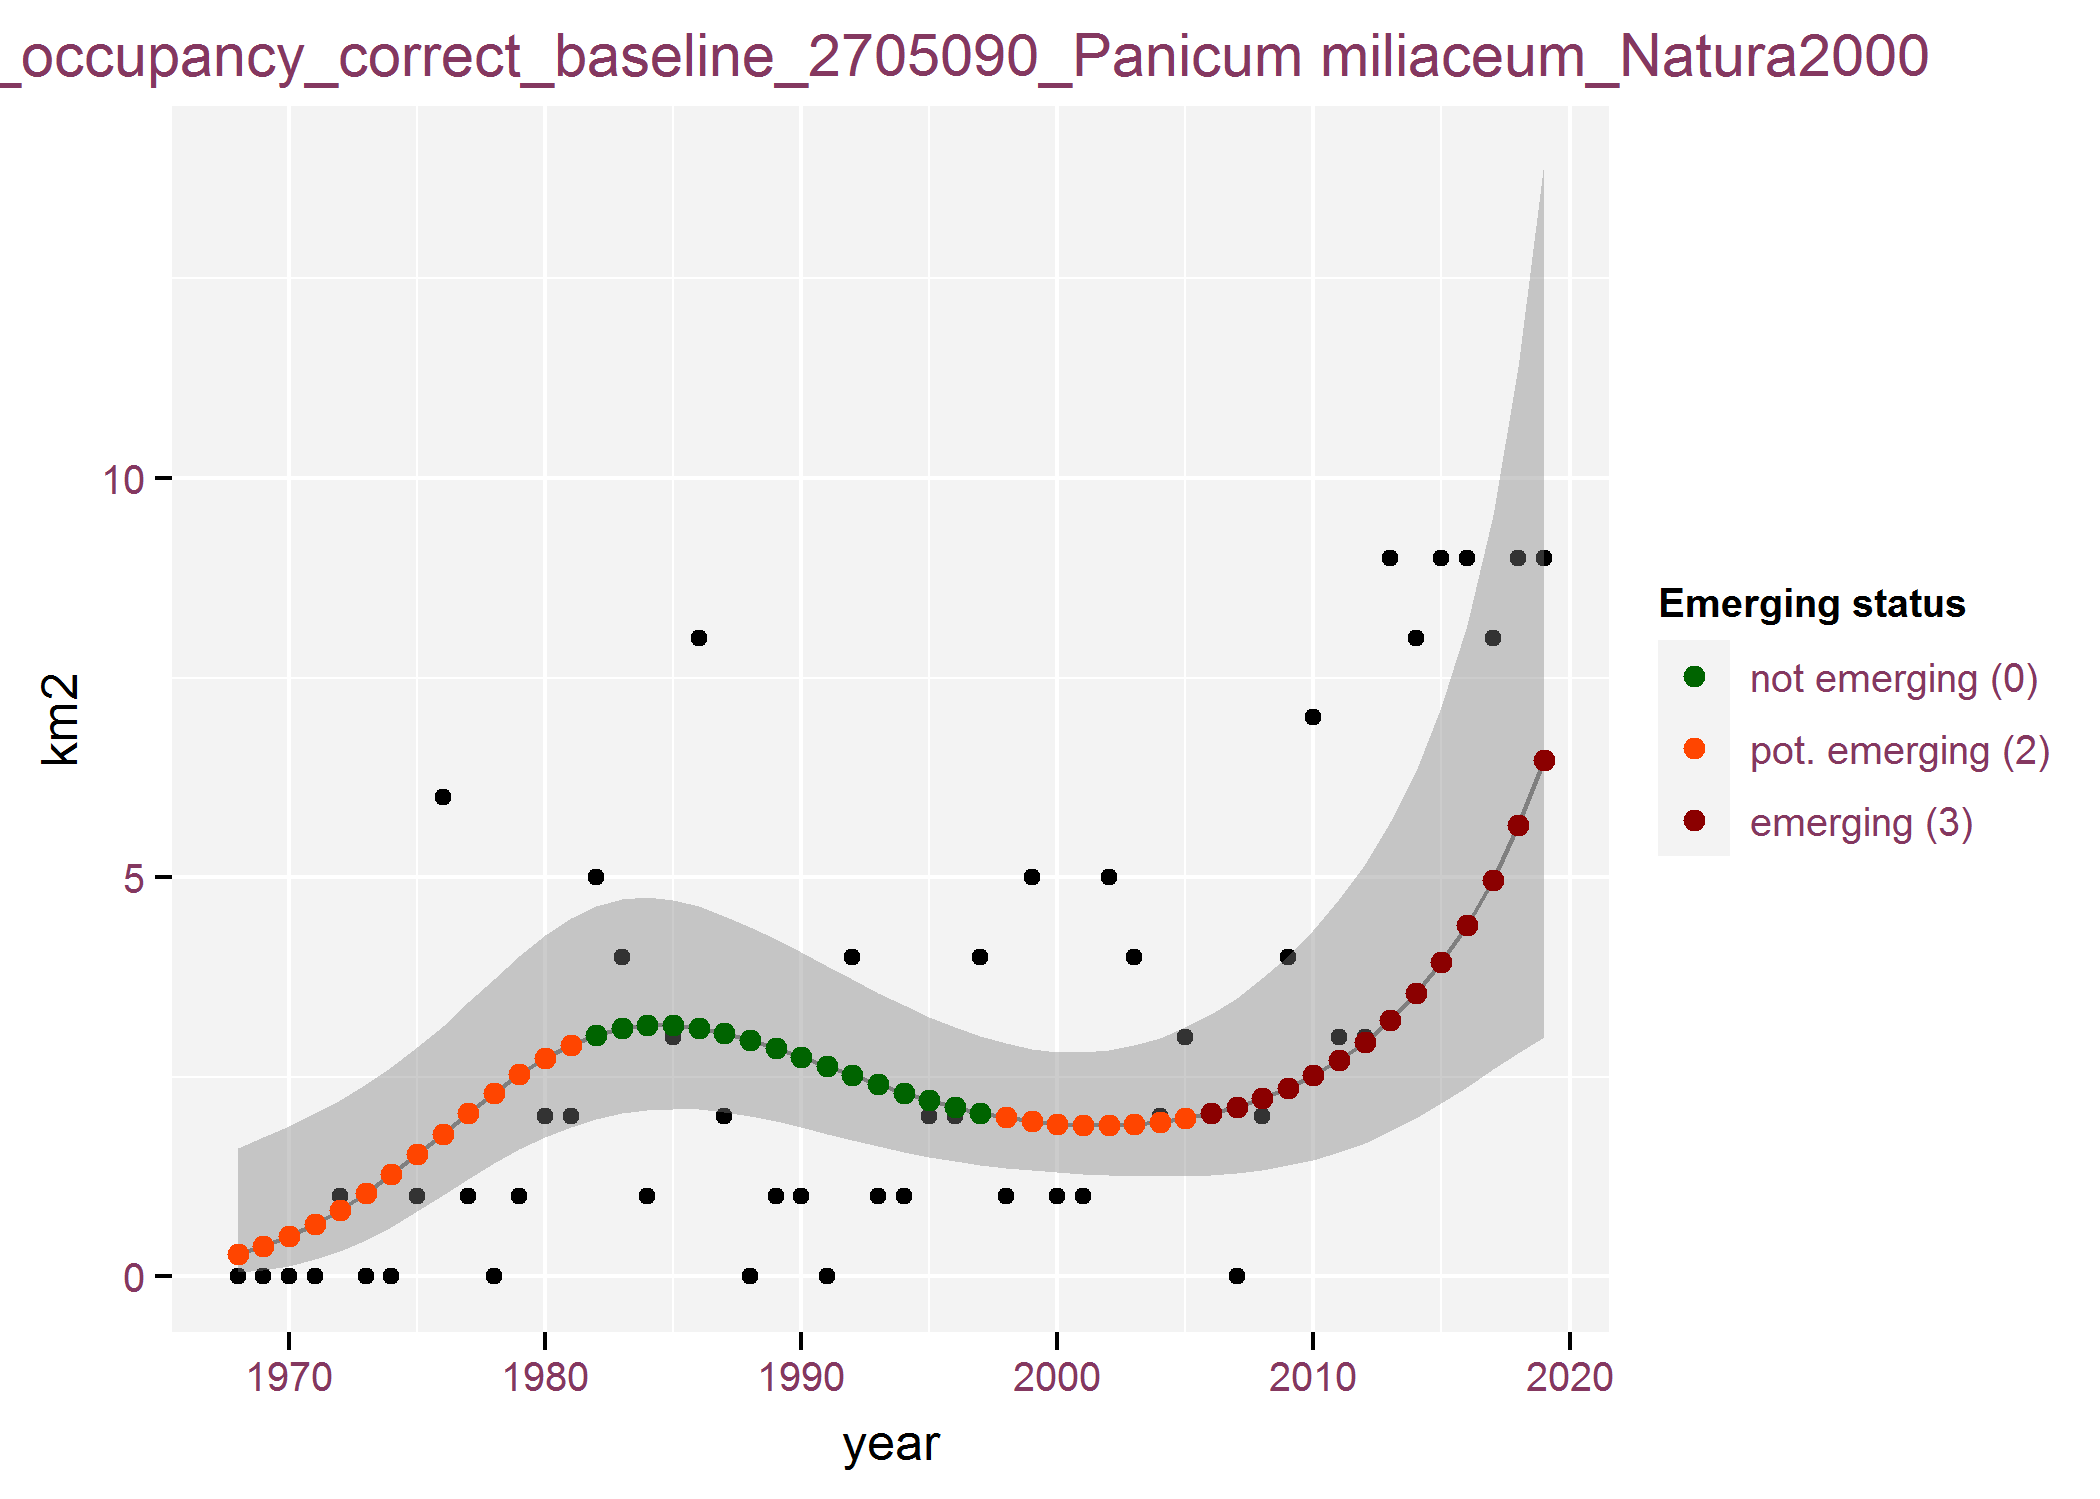 _occupancy_correct_baseline_2705090_Panicum miliaceum_Natura2000
10
5
0
km2
1970 1980 1990 2000 2010 2020
year
Emerging status
not emerging (0)
pot. emerging (2)
emerging (3)